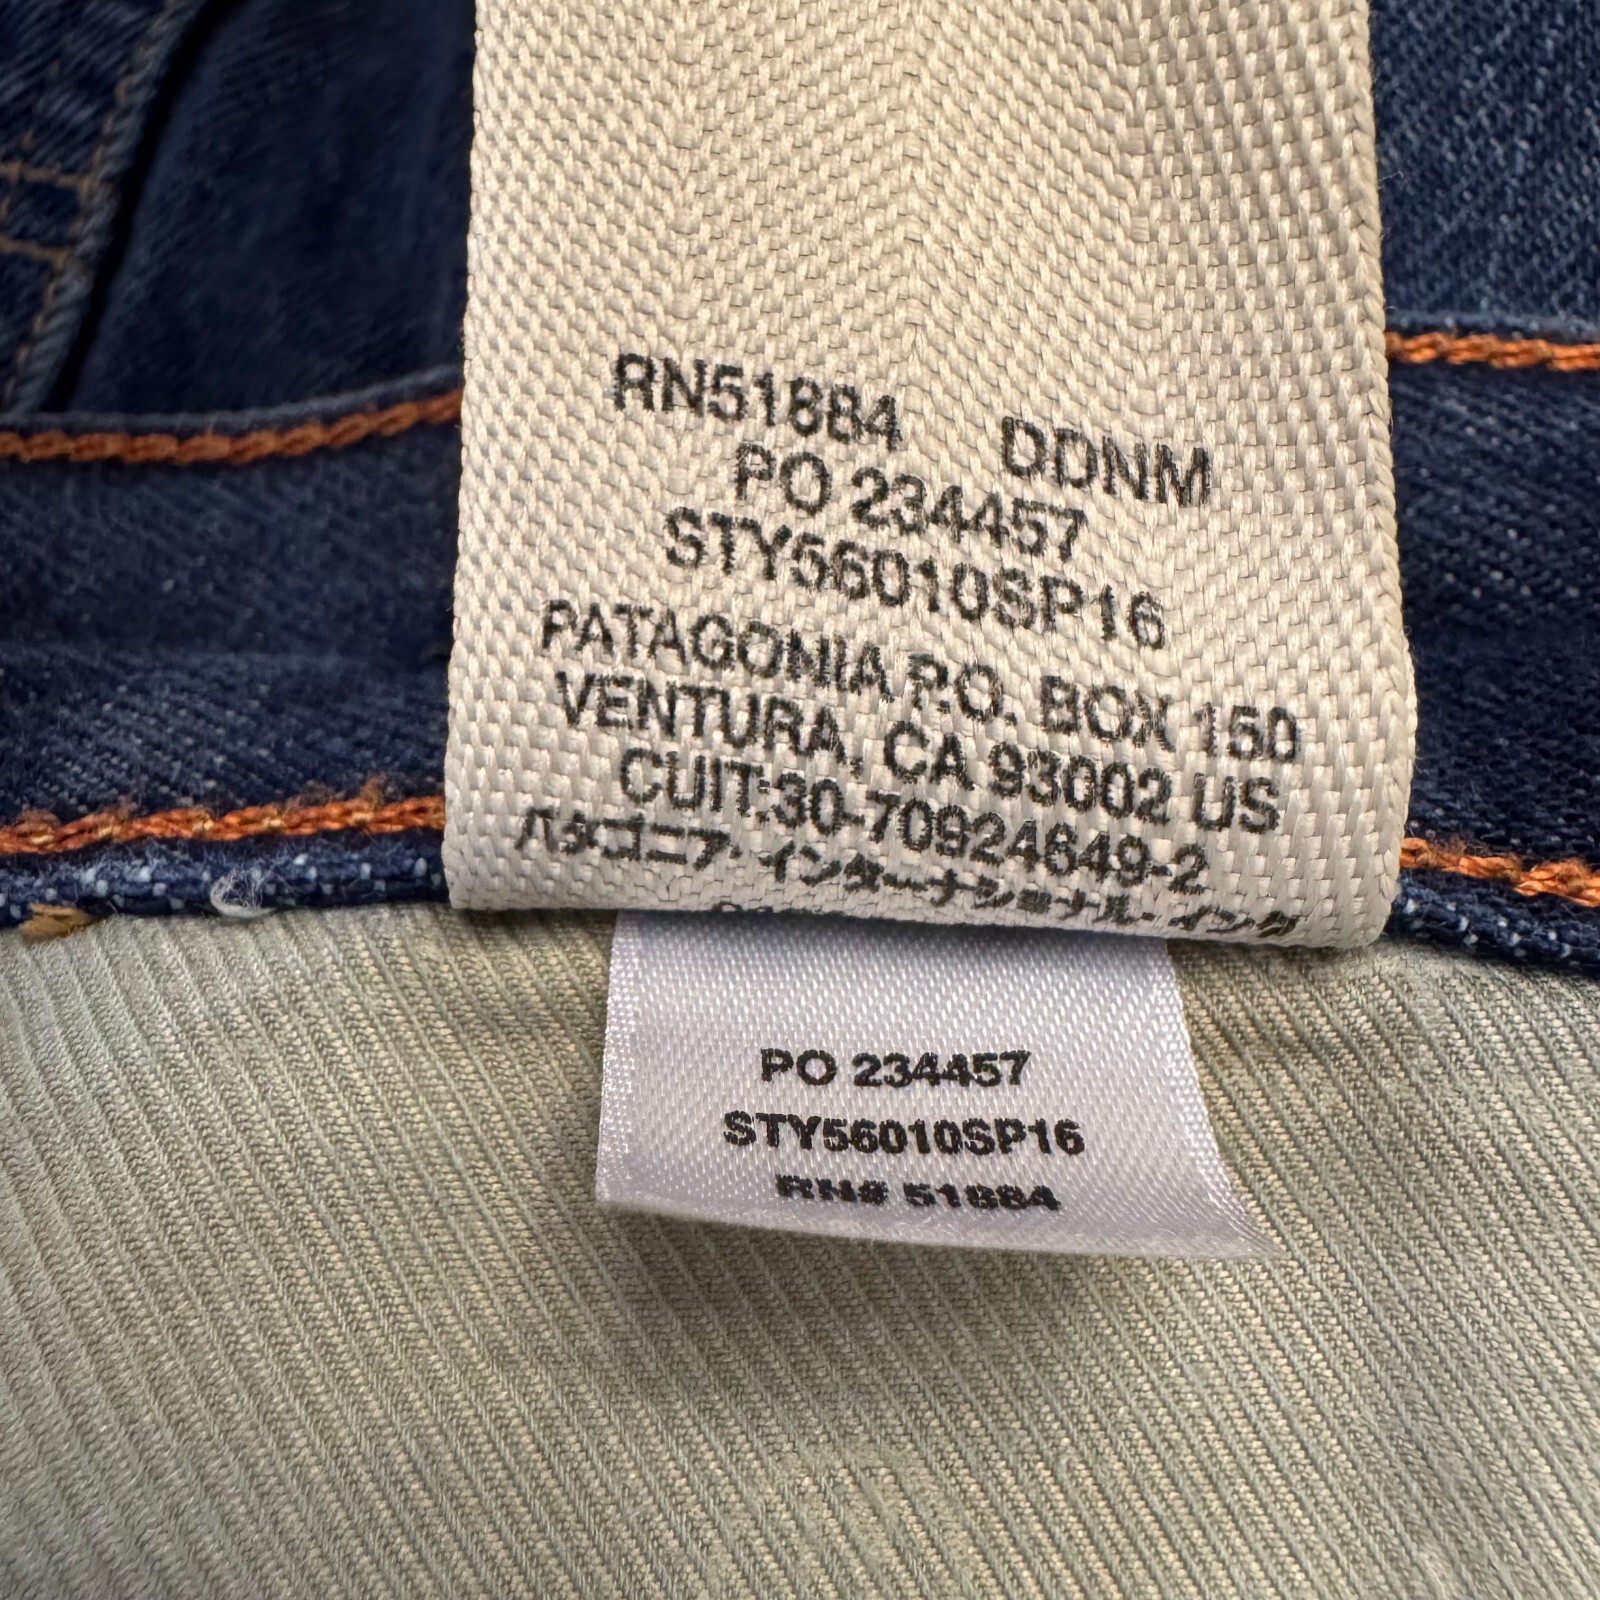 RN51884 DDNM
PO 234457
STY56010SP16
PATAGONIA P.O. BOX 150
VENTURA, CA 93002 US
CUIT:30-70924649-2
パタゴニア・インターナショナル・インク
PO 234457
STY56010SP16
RN# 51884